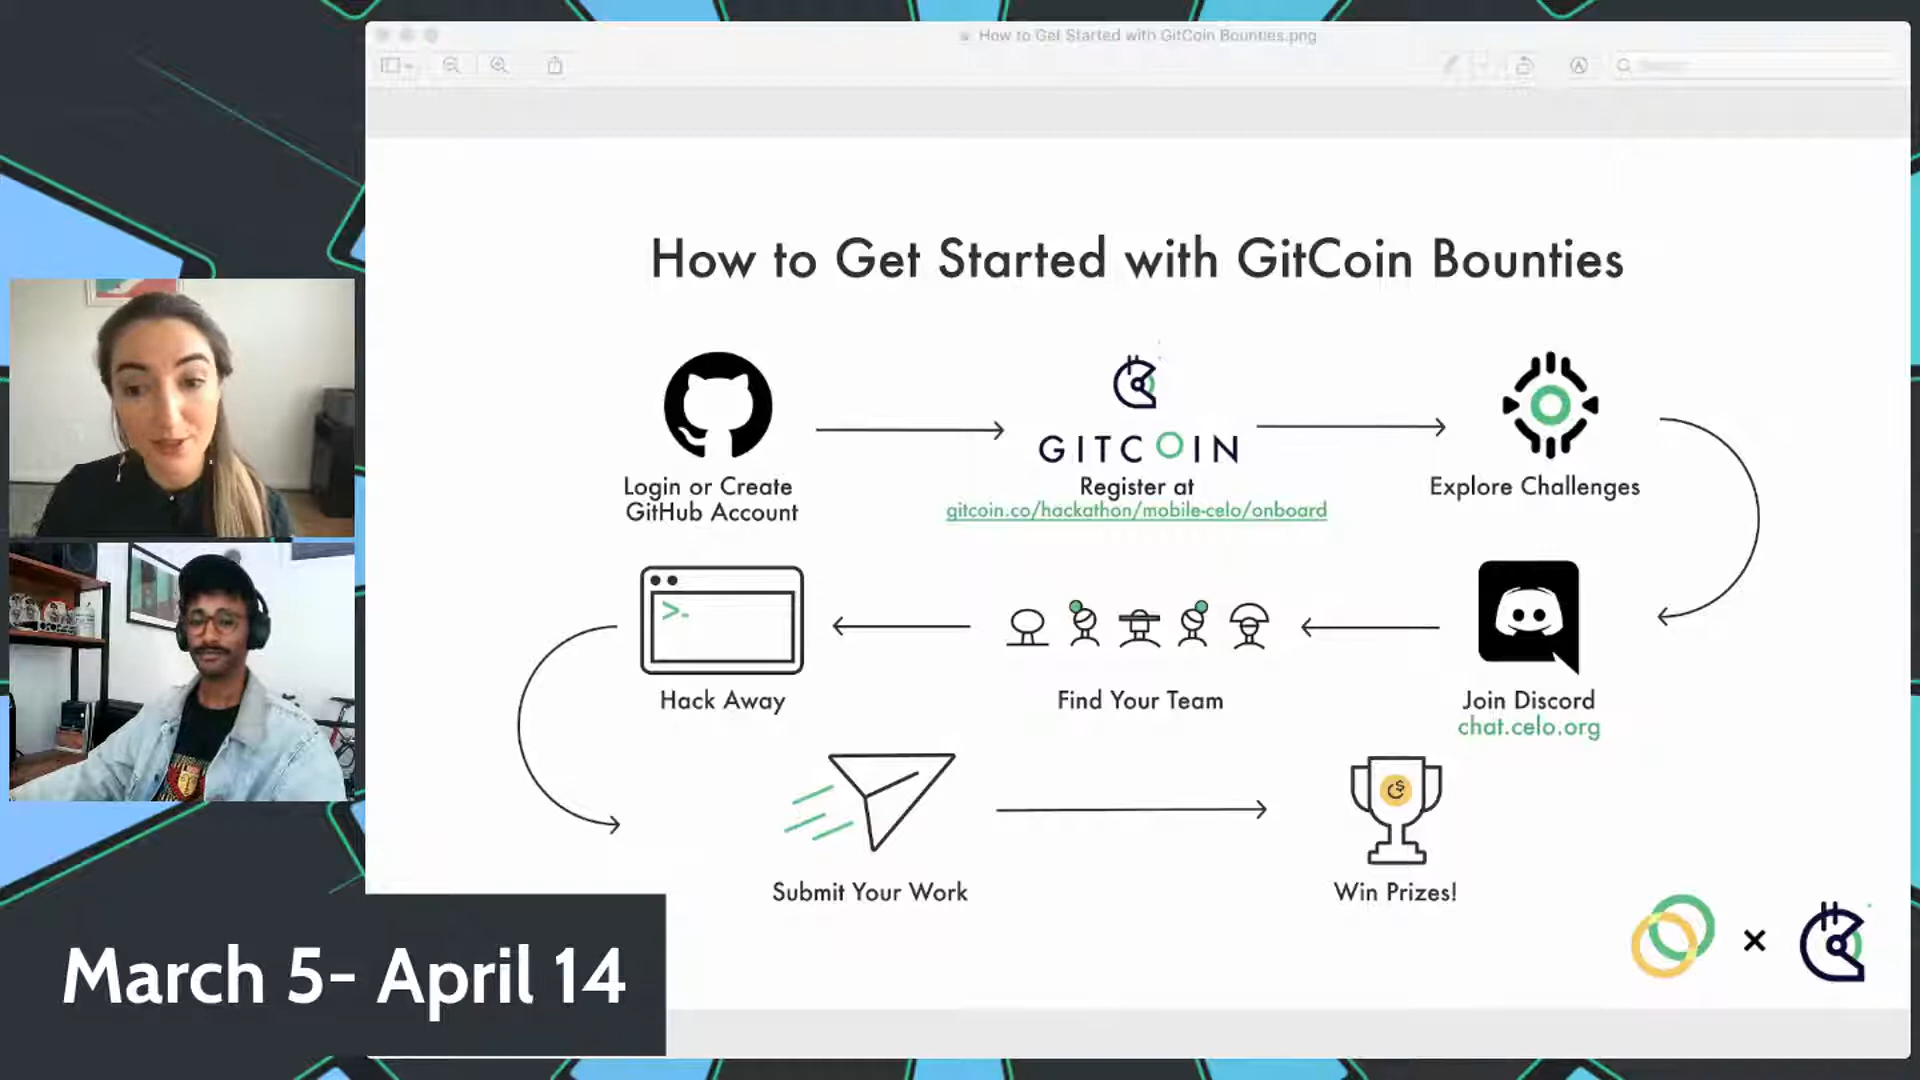 How to Get Started with GitCoin Bounties.png
How to Get Started with GitCoin Bounties
Login or Create
GitHub Account
GITCOIN
Register at
gitcoin.co/hackathon/mobile-celo/onboard
Explore Challenges
>-
Hack Away
Find Your Team
Join Discord
chat.celo.org
Submit Your Work
Win Prizes!
×
March 5- April 14